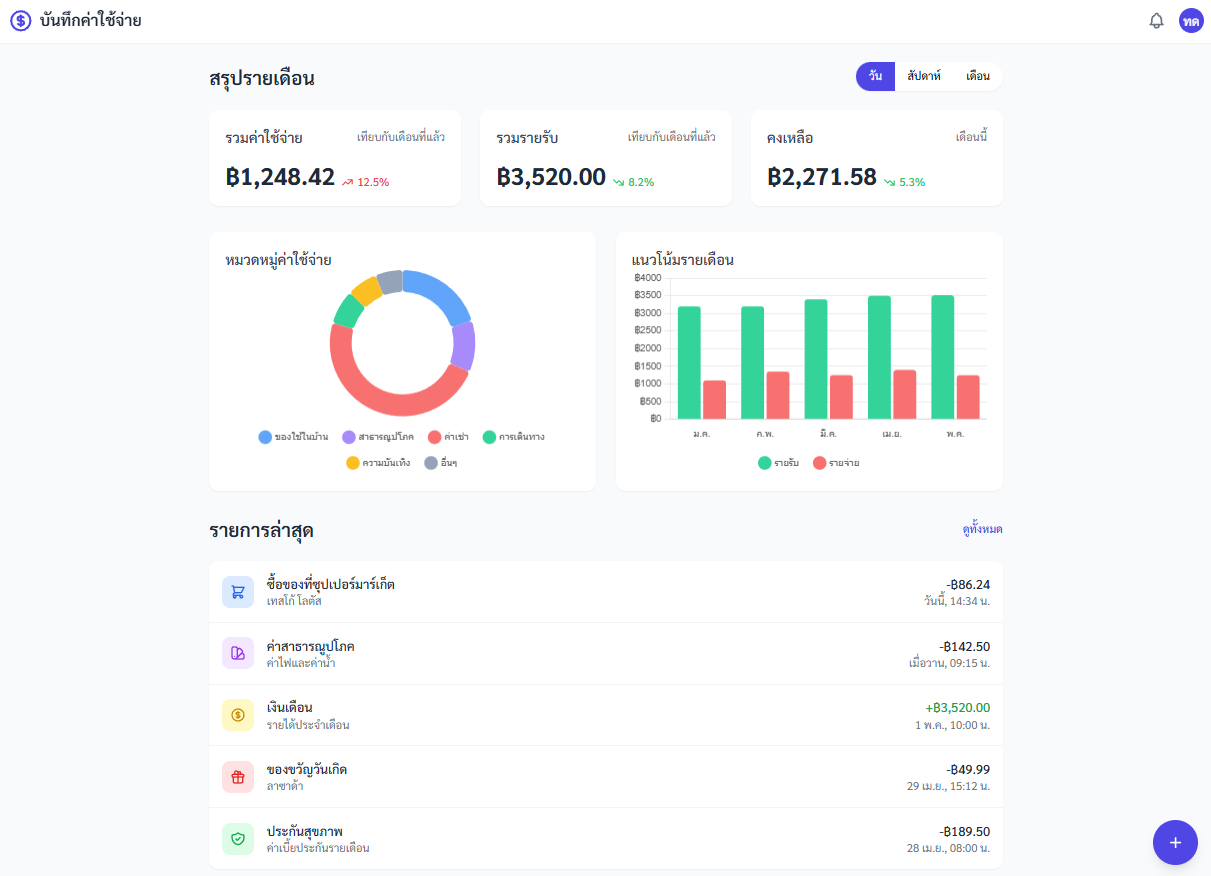 บันทึกค่าใช้จ่าย
ทด
สรุปรายเดือน
วัน สัปดาห์ เดือน
รวมค่าใช้จ่าย เทียบกับเดือนที่แล้ว
฿1,248.42 12.5%
รวมรายรับ เทียบกับเดือนที่แล้ว
฿3,520.00 8.2%
คงเหลือ เดือนนี้
฿2,271.58 5.3%
หมวดหมู่ค่าใช้จ่าย
ของใช้ในบ้าน สาธารณูปโภค ค่าเช่า การเดินทาง
ความบันเทิง อื่นๆ
แนวโน้มรายเดือน
฿4000
฿3500
฿3000
฿2500
฿2000
฿1500
฿1000
฿500
฿0
ม.ค. ก.พ. มี.ค. เม.ย. พ.ค.
รายรับ รายจ่าย
รายการล่าสุด ดูทั้งหมด
ซื้อของที่ซุปเปอร์มาร์เก็ต -฿86.24
เทสโก้ โลตัส วันนี้, 14:34 น.
ค่าสาธารณูปโภค -฿142.50
ค่าไฟและค่าน้ำ เมื่อวาน, 09:15 น.
เงินเดือน +฿3,520.00
รายได้ประจำเดือน 1 พ.ค., 10:00 น.
ของขวัญวันเกิด -฿49.99
ลาซาด้า 29 เม.ย., 15:12 น.
ประกันสุขภาพ -฿189.50
ค่าเบี้ยประกันรายเดือน 28 เม.ย., 08:00 น.